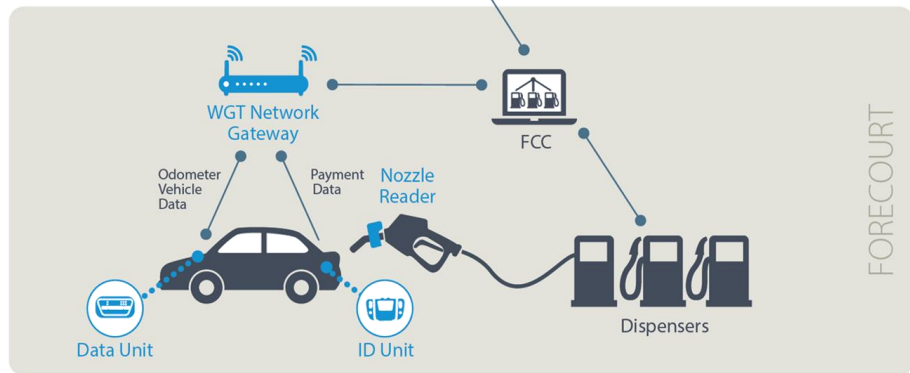 WGT Network
Gateway
FCC
Odometer
Vehicle
Data
Payment
Data
Nozzle
Reader
FORECOURT
Data Unit
ID Unit
Dispensers